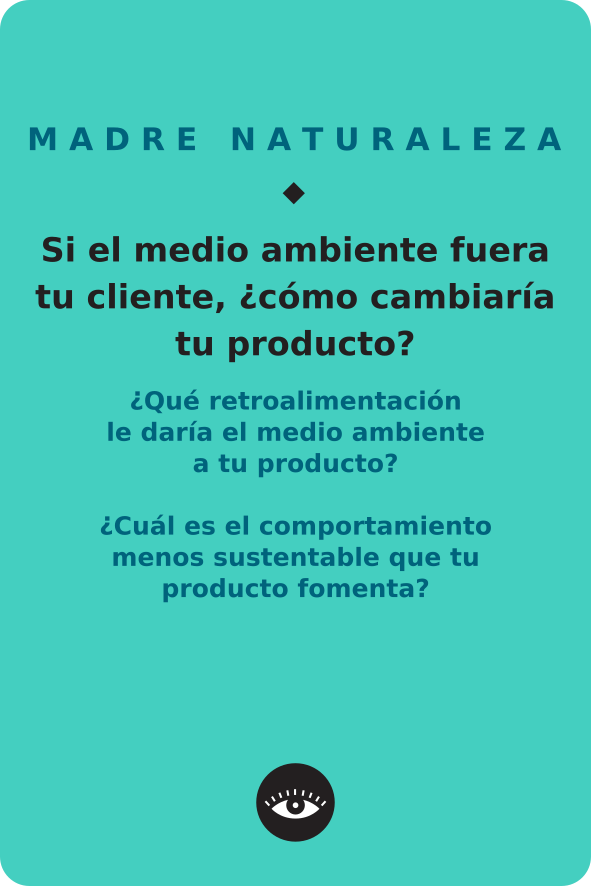 MADRE NATURALEZA
Si el medio ambiente fuera
tu cliente, ¿cómo cambiaría
tu producto?
¿Qué retroalimentación
le daría el medio ambiente
a tu producto?
¿Cuál es el comportamiento
menos sustentable que tu
producto fomenta?